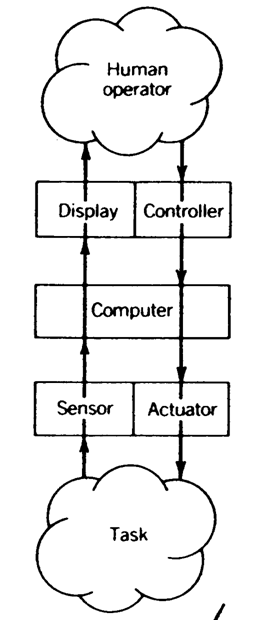 Human
operator
Display
Controller
Computer
Sensor
Actuator
Task